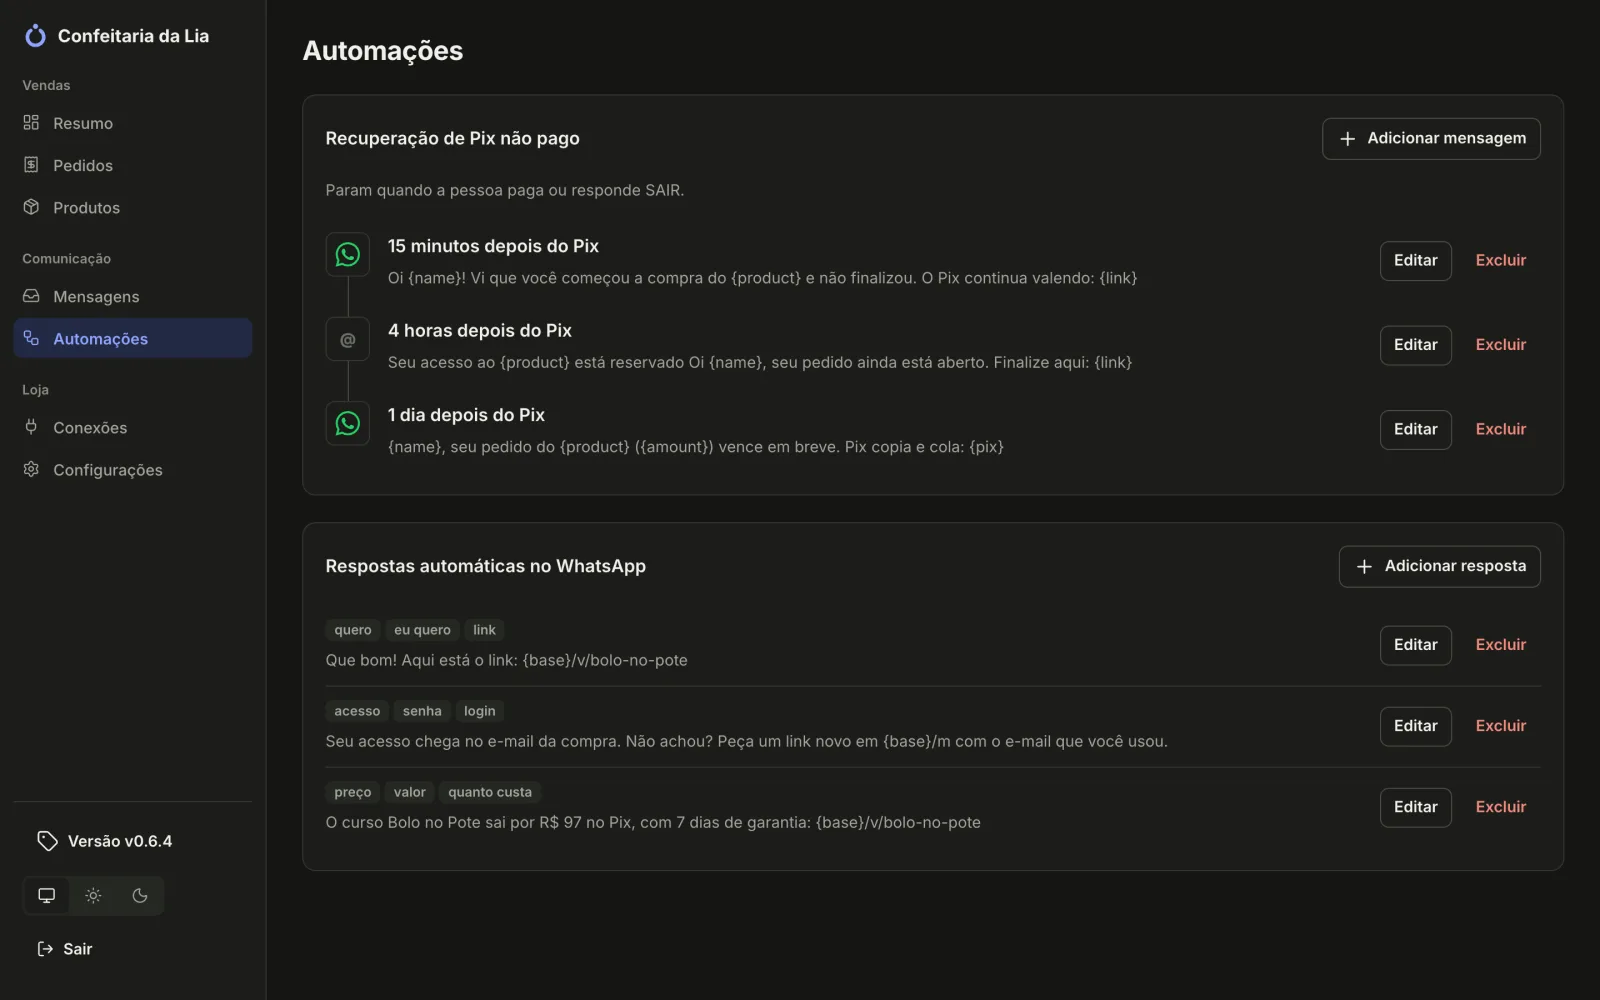 Confeitaria da Lia
Vendas
Resumo
Pedidos
Produtos
Comunicação
Mensagens
Automações
Loja
Conexões
Configurações
Versão v0.6.4
Sair
Automações
Recuperação de Pix não pago
Adicionar mensagem
Param quando a pessoa paga ou responde SAIR.
15 minutos depois do Pix
Oi {name}! Vi que você começou a compra do {product} e não finalizou. O Pix continua valendo: {link}
Editar
Excluir
@
4 horas depois do Pix
Seu acesso ao {product} está reservado Oi {name}, seu pedido ainda está aberto. Finalize aqui: {link}
Editar
Excluir
1 dia depois do Pix
{name}, seu pedido do {product} ({amount}) vence em breve. Pix copia e cola: {pix}
Editar
Excluir
Respostas automáticas no WhatsApp
Adicionar resposta
quero eu quero link
Que bom! Aqui está o link: {base}/v/bolo-no-pote
Editar
Excluir
acesso senha login
Seu acesso chega no e-mail da compra. Não achou? Peça um link novo em {base}/m com o e-mail que você usou.
Editar
Excluir
preço valor quanto custa
O curso Bolo no Pote sai por R$ 97 no Pix, com 7 dias de garantia: {base}/v/bolo-no-pote
Editar
Excluir